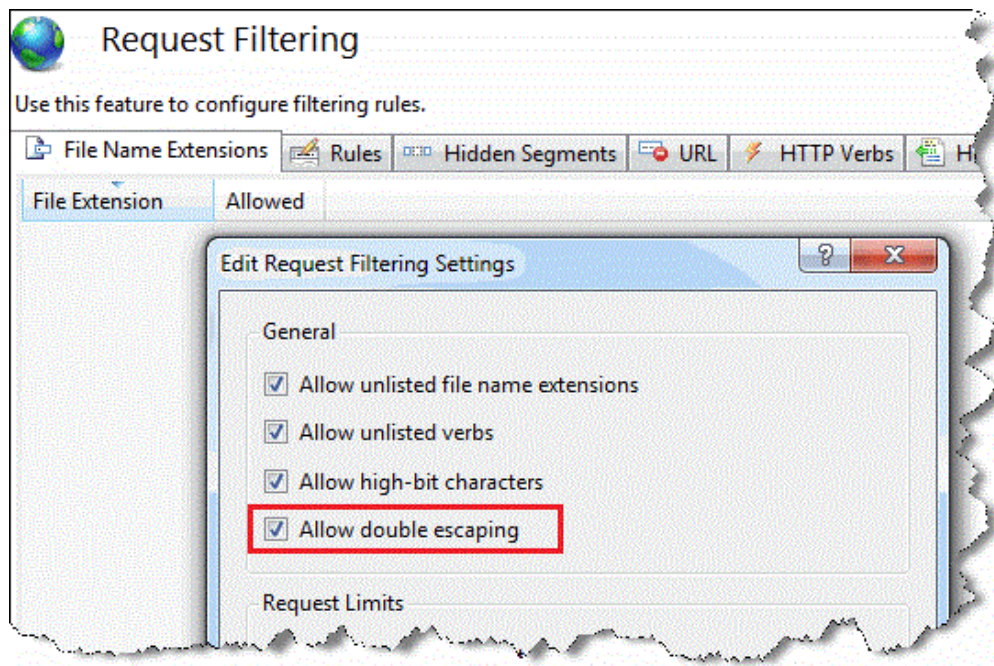 Request Filtering
Use this feature to configure filtering rules.
File Name Extensions Rules Hidden Segments URL HTTP Verbs
File Extension Allowed
Edit Request Filtering Settings
General
Allow unlisted file name extensions
Allow unlisted verbs
Allow high-bit characters
Allow double escaping
Request Limits